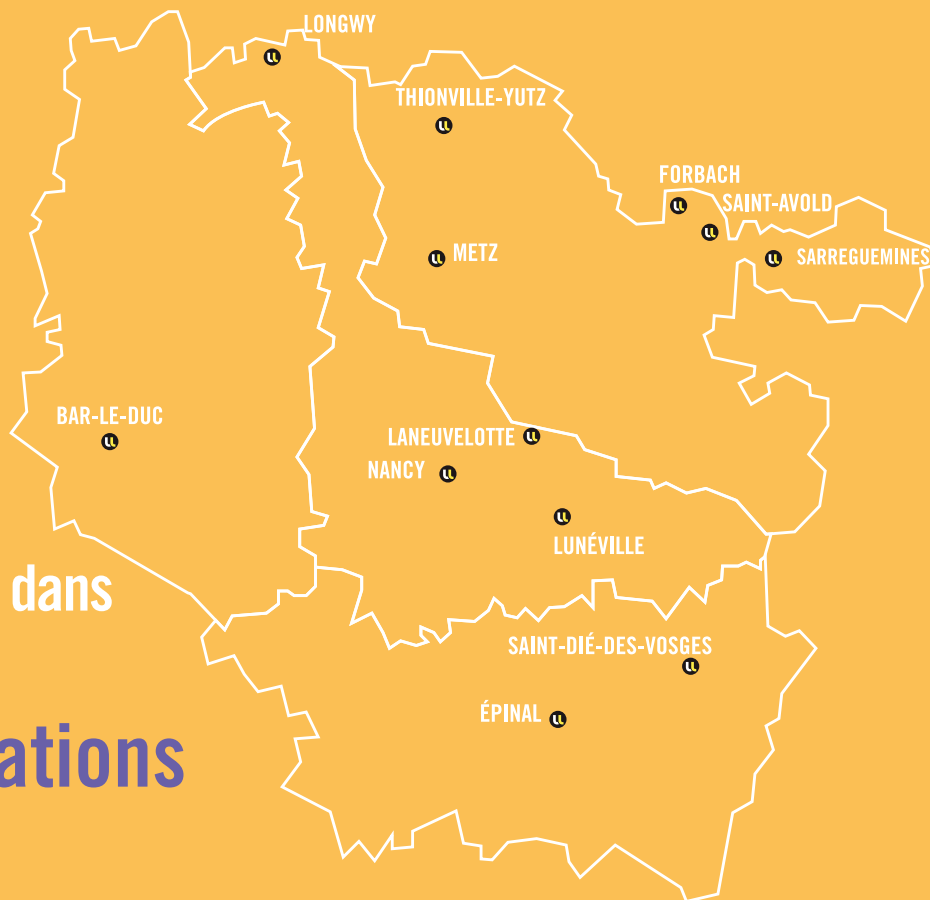 LONGWY
THIONVILLE-YUTZ
FORBACH
SAINT-AVOLD
METZ
SARREGUEMINES
BAR-LE-DUC
LANEUVELOTTE
NANCY
LUNÉVILLE
dans
SAINT-DIÉ-DES-VOSGES
ÉPINAL
ations